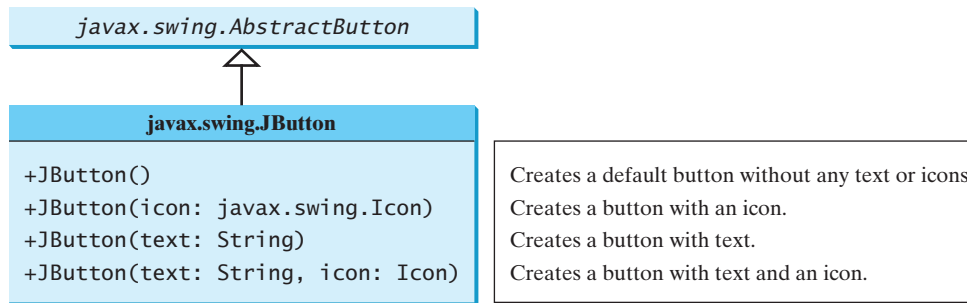 javax.swing.AbstractButton
javax.swing.JButton
+JButton()
+JButton(icon: javax.swing.Icon)
+JButton(text: String)
+JButton(text: String, icon: Icon)
Creates a default button without any text or icons
Creates a button with an icon.
Creates a button with text.
Creates a button with text and an icon.